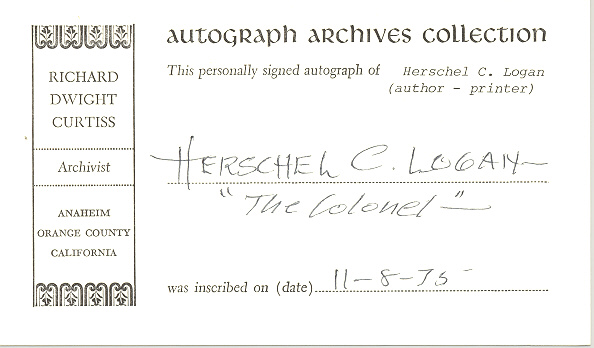 RICHARD
DWIGHT
CURTISS
Archivist
ANAHEIM
ORANGE COUNTY
CALIFORNIA
AUTOGRAPH ARCHIVES COLLECTION
This personally signed autograph of Herschel C. Logan
(author - printer)
HERSCHEL C. LOGAN
"The Colonel"
was inscribed on (date) 11-8-75